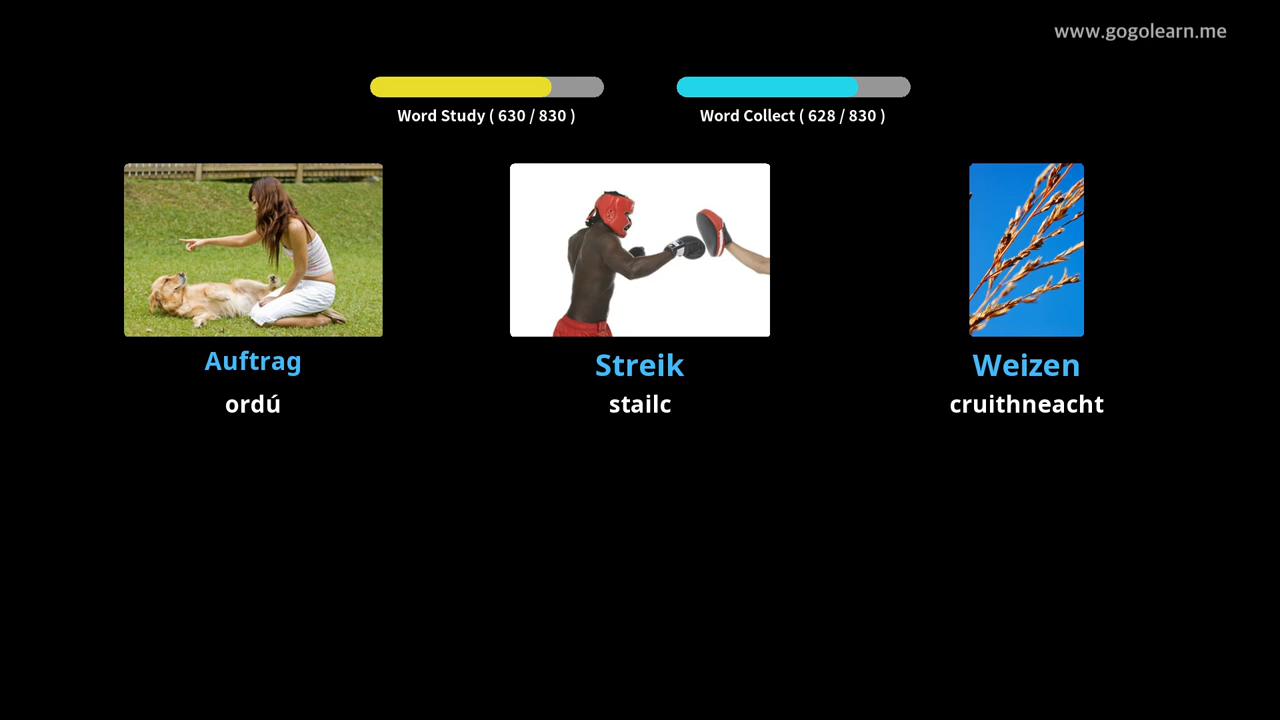 www.gogolearn.me
Word Study ( 630 / 830 )
Word Collect ( 628 / 830 )
Auftrag
ordú
Streik
stailc
Weizen
cruithneacht